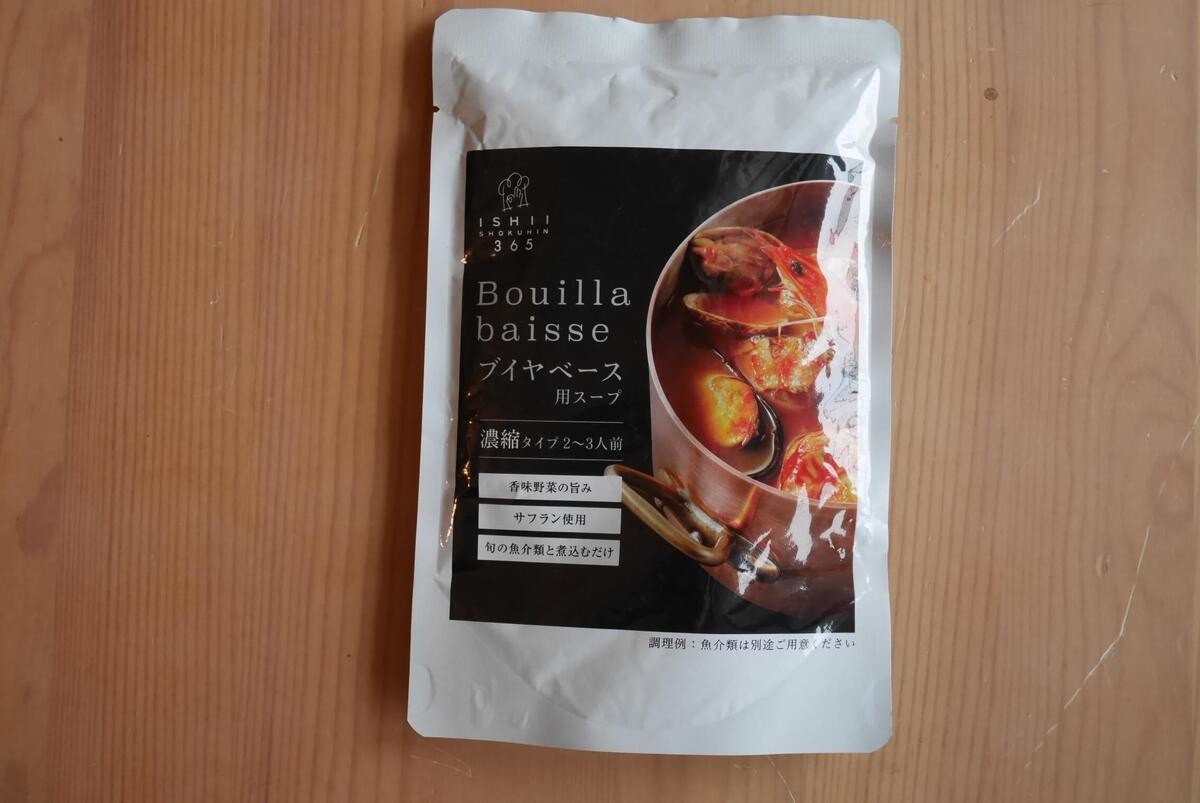 ISHII
SHOKUHIN
365
Bouilla
baisse
ブイヤベース
用スープ
濃縮タイプ 2〜3人前
香味野菜の旨み
サフラン使用
旬の魚介類と煮込むだけ
調理例：魚介類は別途ご用意ください